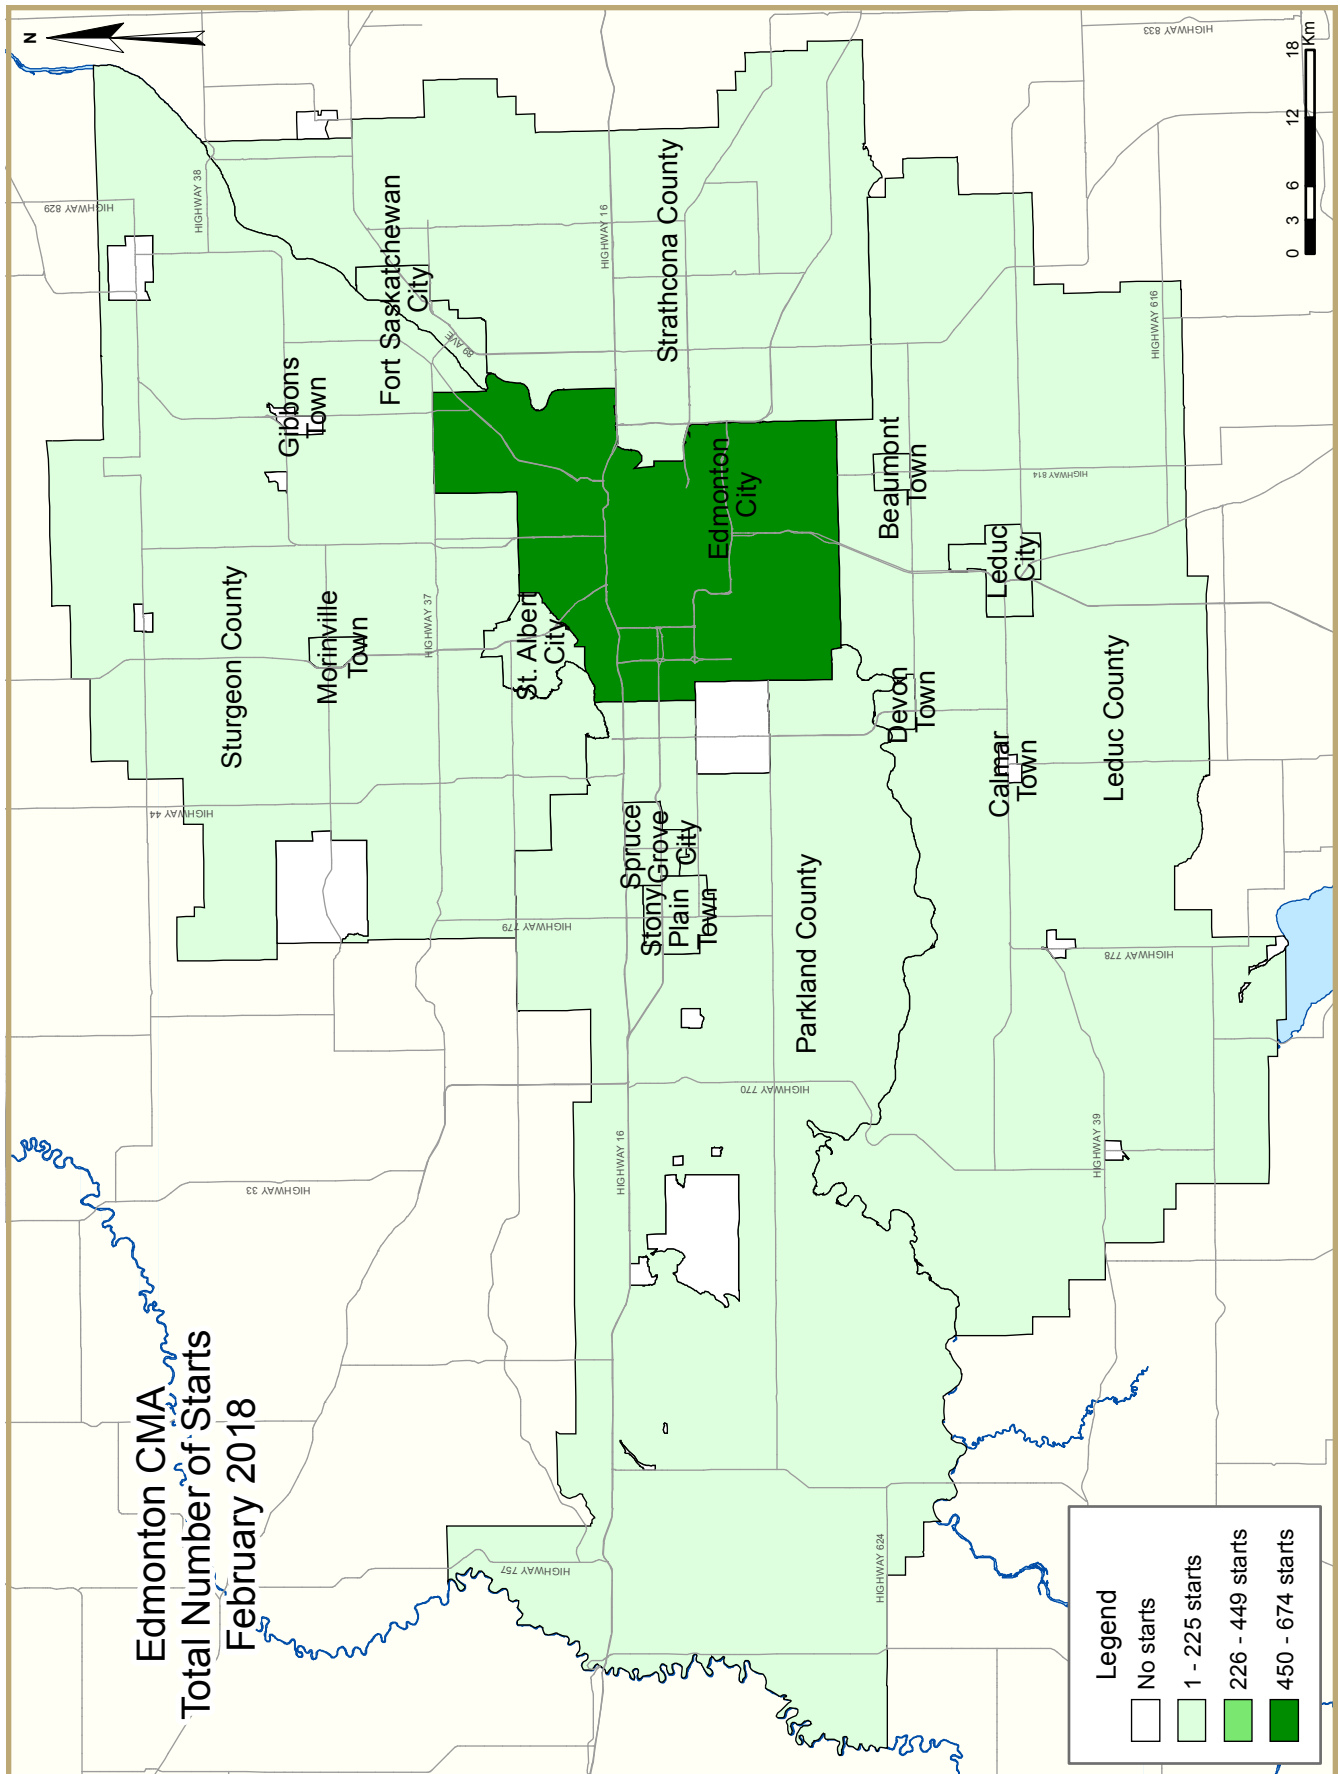 Edmonton CMA
Total Number of Starts
February 2018
N
HIGHWAY 829
HIGHWAY 38
HIGHWAY 833
HIGHWAY 44
HIGHWAY 37
HIGHWAY 779
HIGHWAY 33
HIGHWAY 16
HIGHWAY 16
HIGHWAY 770
HIGHWAY 757
HIGHWAY 624
HIGHWAY 39
HIGHWAY 778
HIGHWAY 814
HIGHWAY 616
89 AVE
Sturgeon County
Gibbons
Town
Morinville
Town
Fort Saskatchewan
City
St. Albert
City
Strathcona County
Edmonton
City
Spruce
Grove
City
Stony
Plain
Town
Parkland County
Beaumont
Town
Leduc
City
Devon
Town
Calmar
Town
Leduc County
0 3 6 12 18
Km
Legend
No starts
1 - 225 starts
226 - 449 starts
450 - 674 starts